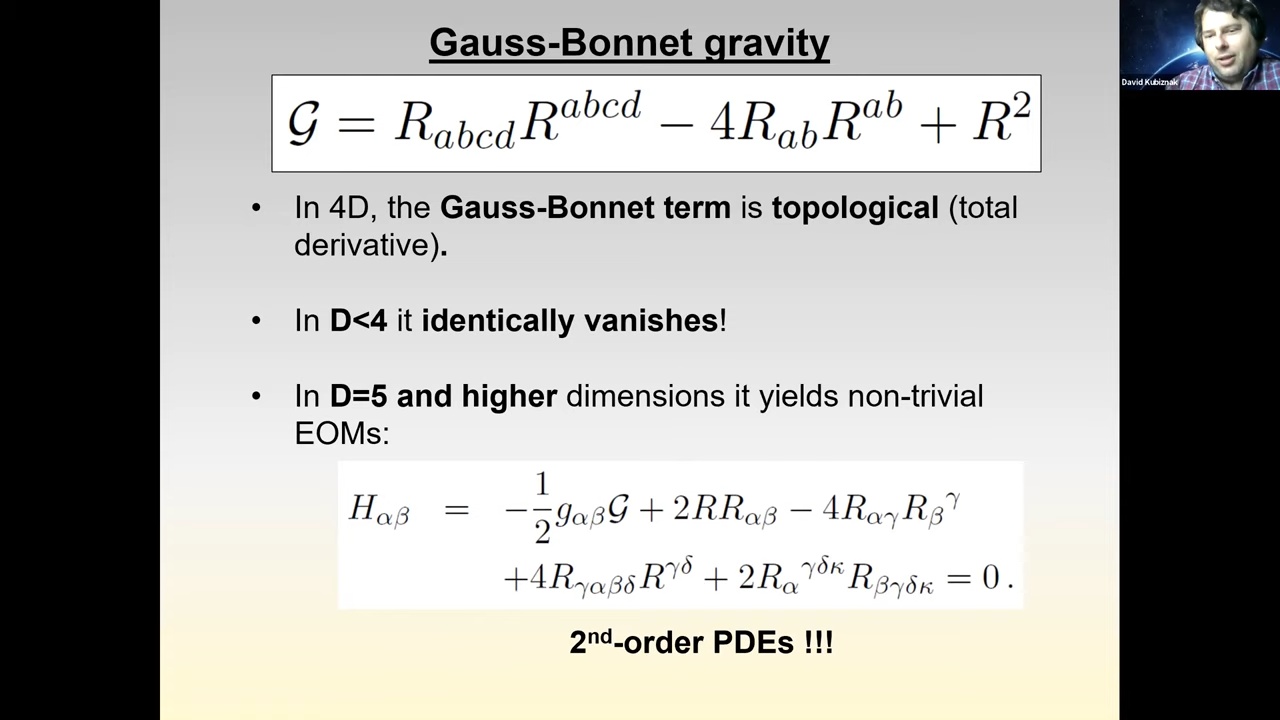 Gauss-Bonnet gravity
David Kubiznak
𝒢 = R_{abcd}R^{abcd} − 4R_{ab}R^{ab} + R^2
• In 4D, the Gauss-Bonnet term is topological (total
derivative).
• In D<4 it identically vanishes!
• In D=5 and higher dimensions it yields non-trivial
EOMs:
H_{αβ} = −\frac{1}{2}g_{αβ}𝒢 + 2RR_{αβ} − 4R_{αγ}R_β{}^γ
+4R_{γαβδ}R^{γδ} + 2R_α{}^{γδκ}R_{βγδκ} = 0 .
2nd-order PDEs !!!